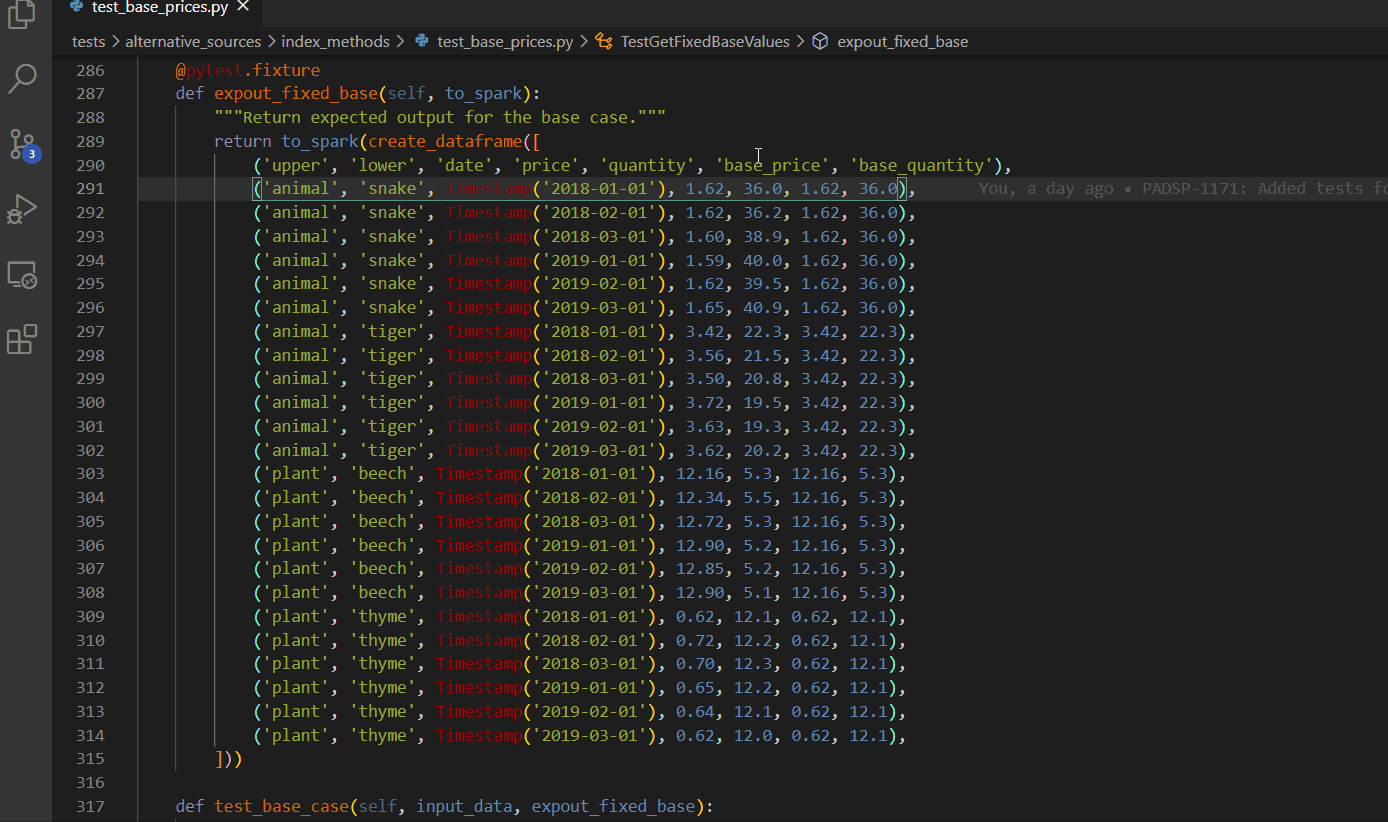 test_base_prices.py ×
tests > alternative_sources > index_methods > test_base_prices.py > TestGetFixedBaseValues > expout_fixed_base
286 @pytest.fixture
287 def expout_fixed_base(self, to_spark):
288 """Return expected output for the base case."""
289 return to_spark(create_dataframe([
290 ('upper', 'lower', 'date', 'price', 'quantity', 'base_price', 'base_quantity'),
291 ('animal', 'snake', Timestamp('2018-01-01'), 1.62, 36.0, 1.62, 36.0), You, a day ago • PADSP-1171: Added tests fo
292 ('animal', 'snake', Timestamp('2018-02-01'), 1.62, 36.2, 1.62, 36.0),
293 ('animal', 'snake', Timestamp('2018-03-01'), 1.60, 38.9, 1.62, 36.0),
3 294 ('animal', 'snake', Timestamp('2019-01-01'), 1.59, 40.0, 1.62, 36.0),
295 ('animal', 'snake', Timestamp('2019-02-01'), 1.62, 39.5, 1.62, 36.0),
296 ('animal', 'snake', Timestamp('2019-03-01'), 1.65, 40.9, 1.62, 36.0),
297 ('animal', 'tiger', Timestamp('2018-01-01'), 3.42, 22.3, 3.42, 22.3),
298 ('animal', 'tiger', Timestamp('2018-02-01'), 3.56, 21.5, 3.42, 22.3),
299 ('animal', 'tiger', Timestamp('2018-03-01'), 3.50, 20.8, 3.42, 22.3),
300 ('animal', 'tiger', Timestamp('2019-01-01'), 3.72, 19.5, 3.42, 22.3),
301 ('animal', 'tiger', Timestamp('2019-02-01'), 3.63, 19.3, 3.42, 22.3),
302 ('animal', 'tiger', Timestamp('2019-03-01'), 3.62, 20.2, 3.42, 22.3),
303 ('plant', 'beech', Timestamp('2018-01-01'), 12.16, 5.3, 12.16, 5.3),
304 ('plant', 'beech', Timestamp('2018-02-01'), 12.34, 5.5, 12.16, 5.3),
305 ('plant', 'beech', Timestamp('2018-03-01'), 12.72, 5.3, 12.16, 5.3),
306 ('plant', 'beech', Timestamp('2019-01-01'), 12.90, 5.2, 12.16, 5.3),
307 ('plant', 'beech', Timestamp('2019-02-01'), 12.85, 5.2, 12.16, 5.3),
308 ('plant', 'beech', Timestamp('2019-03-01'), 12.90, 5.1, 12.16, 5.3),
309 ('plant', 'thyme', Timestamp('2018-01-01'), 0.62, 12.1, 0.62, 12.1),
310 ('plant', 'thyme', Timestamp('2018-02-01'), 0.72, 12.2, 0.62, 12.1),
311 ('plant', 'thyme', Timestamp('2018-03-01'), 0.70, 12.3, 0.62, 12.1),
312 ('plant', 'thyme', Timestamp('2019-01-01'), 0.65, 12.2, 0.62, 12.1),
313 ('plant', 'thyme', Timestamp('2019-02-01'), 0.64, 12.1, 0.62, 12.1),
314 ('plant', 'thyme', Timestamp('2019-03-01'), 0.62, 12.0, 0.62, 12.1),
315 ]))
316
317 def test_base_case(self, input_data, expout_fixed_base):